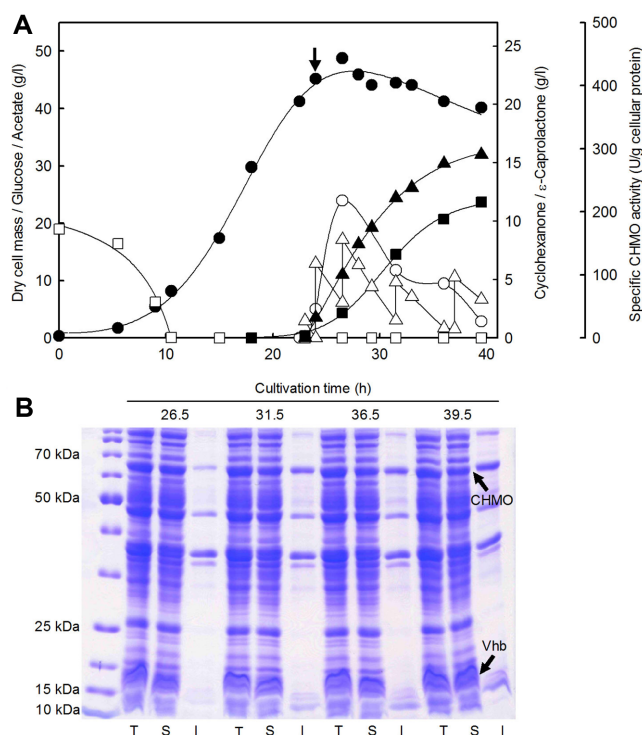 A
Dry cell mass / Glucose / Acetate (g/l)
50
40
30
20
10
0
0
10
20
30
40
Cultivation time (h)
25
20
15
10
5
0
Cyclohexanone / ε-Caprolactone (g/l)
500
400
300
200
100
0
Specific CHMO activity (U/g cellular protein)
B
26.5 31.5 36.5 39.5
70 kDa
50 kDa
25 kDa
15 kDa
10 kDa
CHMO
Vhb
T S I T S I T S I T S I